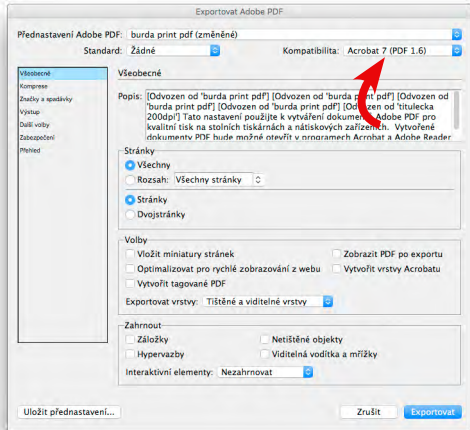 Exportovat Adobe PDF
Přednastavení Adobe PDF: burda print pdf (změněné)
Standard: Žádné Kompatibilita: Acrobat 7 (PDF 1.6)
Všeobecné
Komprese
Značky a spadávky
Výstup
Další volby
Zabezpečení
Přehled
Všeobecné
Popis: [Odvozen od 'burda print pdf'] [Odvozen od 'burda print pdf'] [Odvozen od
'burda print pdf'] [Odvozen od 'burda print pdf'] [Odvozen od 'titulecka
200dpi'] Tato nastavení použijte k vytváření dokumentů Adobe PDF pro
kvalitní tisk na stolních tiskárnách a nátiskových zařízeních. Vytvořené
dokumenty PDF bude možné otevřít v programech Acrobat a Adobe Reader
Stránky
Všechny
Rozsah: Všechny stránky
Stránky
Dvojstránky
Volby
Vložit miniatury stránek Zobrazit PDF po exportu
Optimalizovat pro rychlé zobrazování z webu Vytvořit vrstvy Acrobatu
Vytvořit tagované PDF
Exportovat vrstvy: Tištěné a viditelné vrstvy
Zahrnout
Záložky Netištěné objekty
Hypervazby Viditelná vodítka a mřížky
Interaktivní elementy: Nezahrnovat
Uložit přednastavení... Zrušit Exportovat